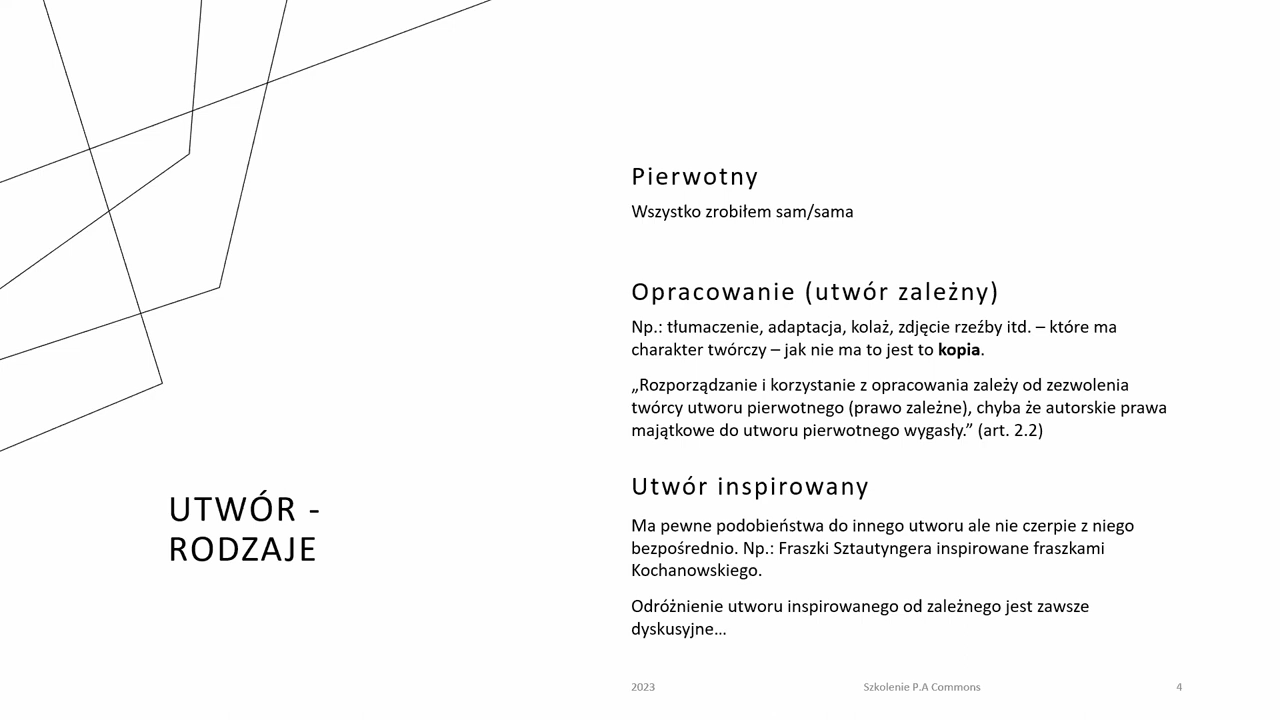 UTWÓR -
RODZAJE
Pierwotny
Wszystko zrobiłem sam/sama
Opracowanie (utwór zależny)
Np.: tłumaczenie, adaptacja, kolaż, zdjęcie rzeźby itd. – które ma
charakter twórczy – jak nie ma to jest to kopia.
„Rozporządzanie i korzystanie z opracowania zależy od zezwolenia
twórcy utworu pierwotnego (prawo zależne), chyba że autorskie prawa
majątkowe do utworu pierwotnego wygasły.” (art. 2.2)
Utwór inspirowany
Ma pewne podobieństwa do innego utworu ale nie czerpie z niego
bezpośrednio. Np.: Fraszki Sztautyngera inspirowane fraszkami
Kochanowskiego.
Odróżnienie utworu inspirowanego od zależnego jest zawsze
dyskusyjne...
2023
Szkolenie P.A Commons
4